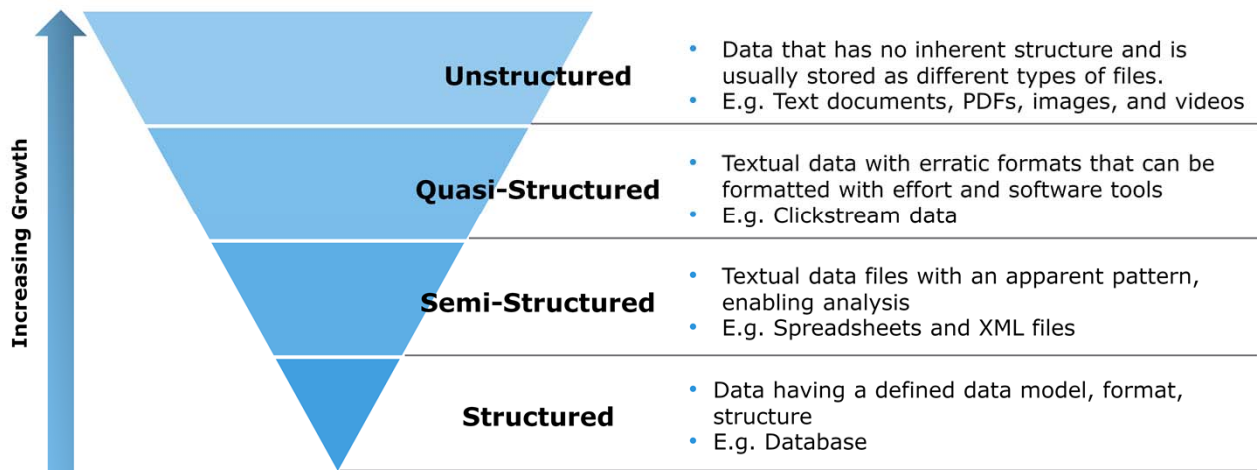 Increasing Growth
Unstructured
• Data that has no inherent structure and is
usually stored as different types of files.
• E.g. Text documents, PDFs, images, and videos
Quasi-Structured
• Textual data with erratic formats that can be
formatted with effort and software tools
• E.g. Clickstream data
Semi-Structured
• Textual data files with an apparent pattern,
enabling analysis
• E.g. Spreadsheets and XML files
Structured
• Data having a defined data model, format,
structure
• E.g. Database